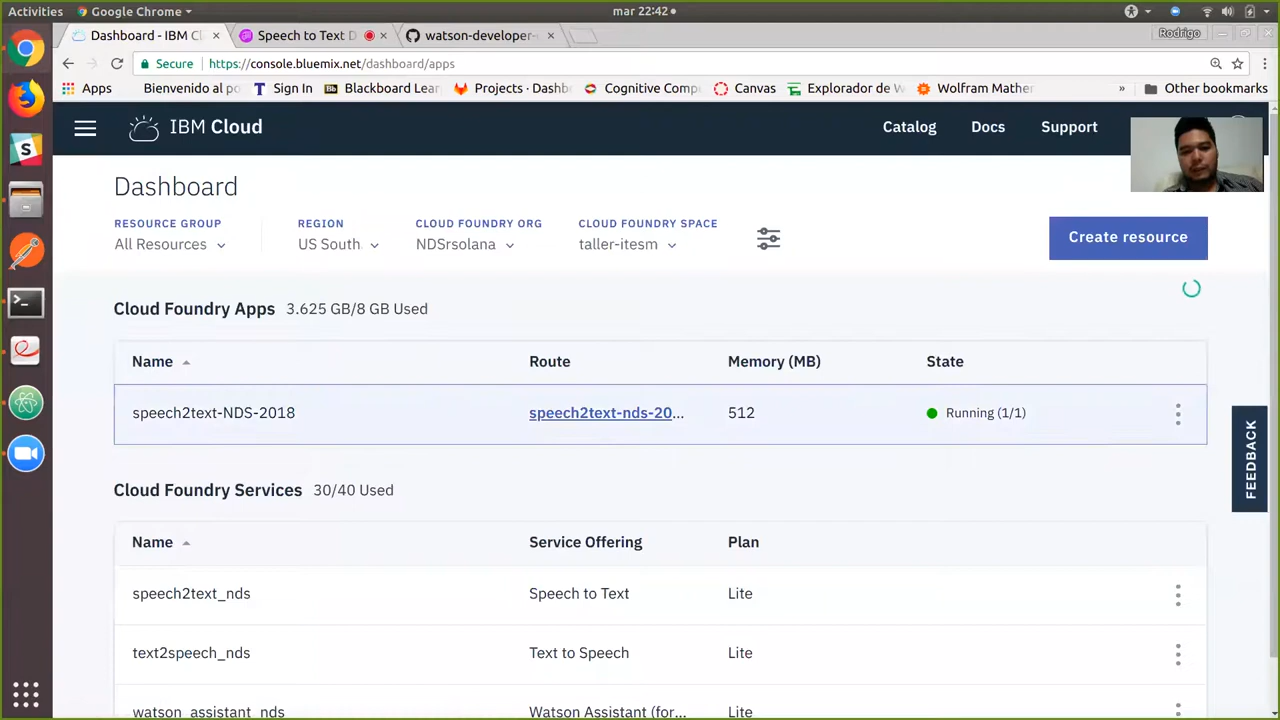 Activities Google Chrome mar 22:42
Dashboard - IBM Cl Speech to Text D watson-developer- Rodrigo
Secure https://console.bluemix.net/dashboard/apps
Apps Bienvenido al po Sign In Bb Blackboard Lear Projects · Dashb Cognitive Comp Canvas Explorador de W Wolfram Mather » Other bookmarks
IBM Cloud Catalog Docs Support
Dashboard
RESOURCE GROUP REGION CLOUD FOUNDRY ORG CLOUD FOUNDRY SPACE
All Resources US South NDSrsolana taller-itesm
Create resource
Cloud Foundry Apps 3.625 GB/8 GB Used
Name Route Memory (MB) State
speech2text-NDS-2018 speech2text-nds-20... 512 Running (1/1)
FEEDBACK
Cloud Foundry Services 30/40 Used
Name Service Offering Plan
speech2text_nds Speech to Text Lite
text2speech_nds Text to Speech Lite
watson_assistant_nds Watson Assistant (for... Lite